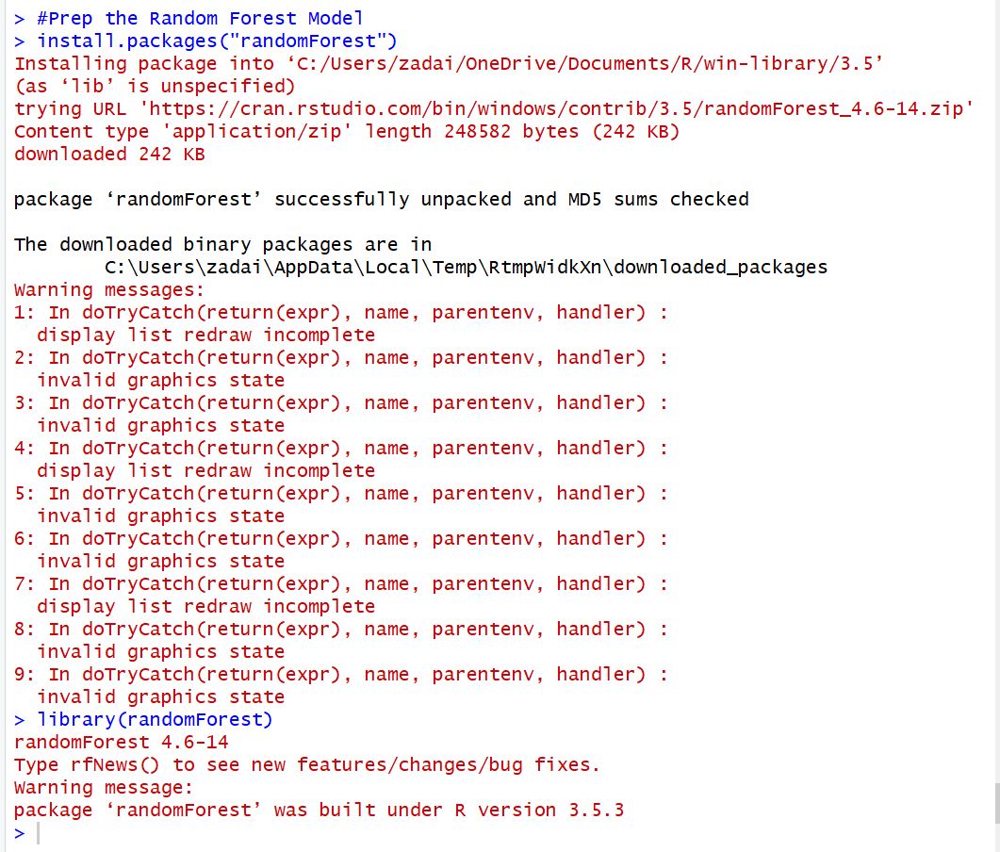 > #Prep the Random Forest Model
> install.packages("randomForest")
Installing package into ‘C:/Users/zadai/OneDrive/Documents/R/win-library/3.5’
(as ‘lib’ is unspecified)
trying URL 'https://cran.rstudio.com/bin/windows/contrib/3.5/randomForest_4.6-14.zip'
Content type 'application/zip' length 248582 bytes (242 KB)
downloaded 242 KB

package ‘randomForest’ successfully unpacked and MD5 sums checked

The downloaded binary packages are in
        C:\Users\zadai\AppData\Local\Temp\RtmpWidkXn\downloaded_packages
Warning messages:
1: In doTryCatch(return(expr), name, parentenv, handler) :
  display list redraw incomplete
2: In doTryCatch(return(expr), name, parentenv, handler) :
  invalid graphics state
3: In doTryCatch(return(expr), name, parentenv, handler) :
  invalid graphics state
4: In doTryCatch(return(expr), name, parentenv, handler) :
  display list redraw incomplete
5: In doTryCatch(return(expr), name, parentenv, handler) :
  invalid graphics state
6: In doTryCatch(return(expr), name, parentenv, handler) :
  invalid graphics state
7: In doTryCatch(return(expr), name, parentenv, handler) :
  display list redraw incomplete
8: In doTryCatch(return(expr), name, parentenv, handler) :
  invalid graphics state
9: In doTryCatch(return(expr), name, parentenv, handler) :
  invalid graphics state
> library(randomForest)
randomForest 4.6-14
Type rfNews() to see new features/changes/bug fixes.
Warning message:
package ‘randomForest’ was built under R version 3.5.3
>